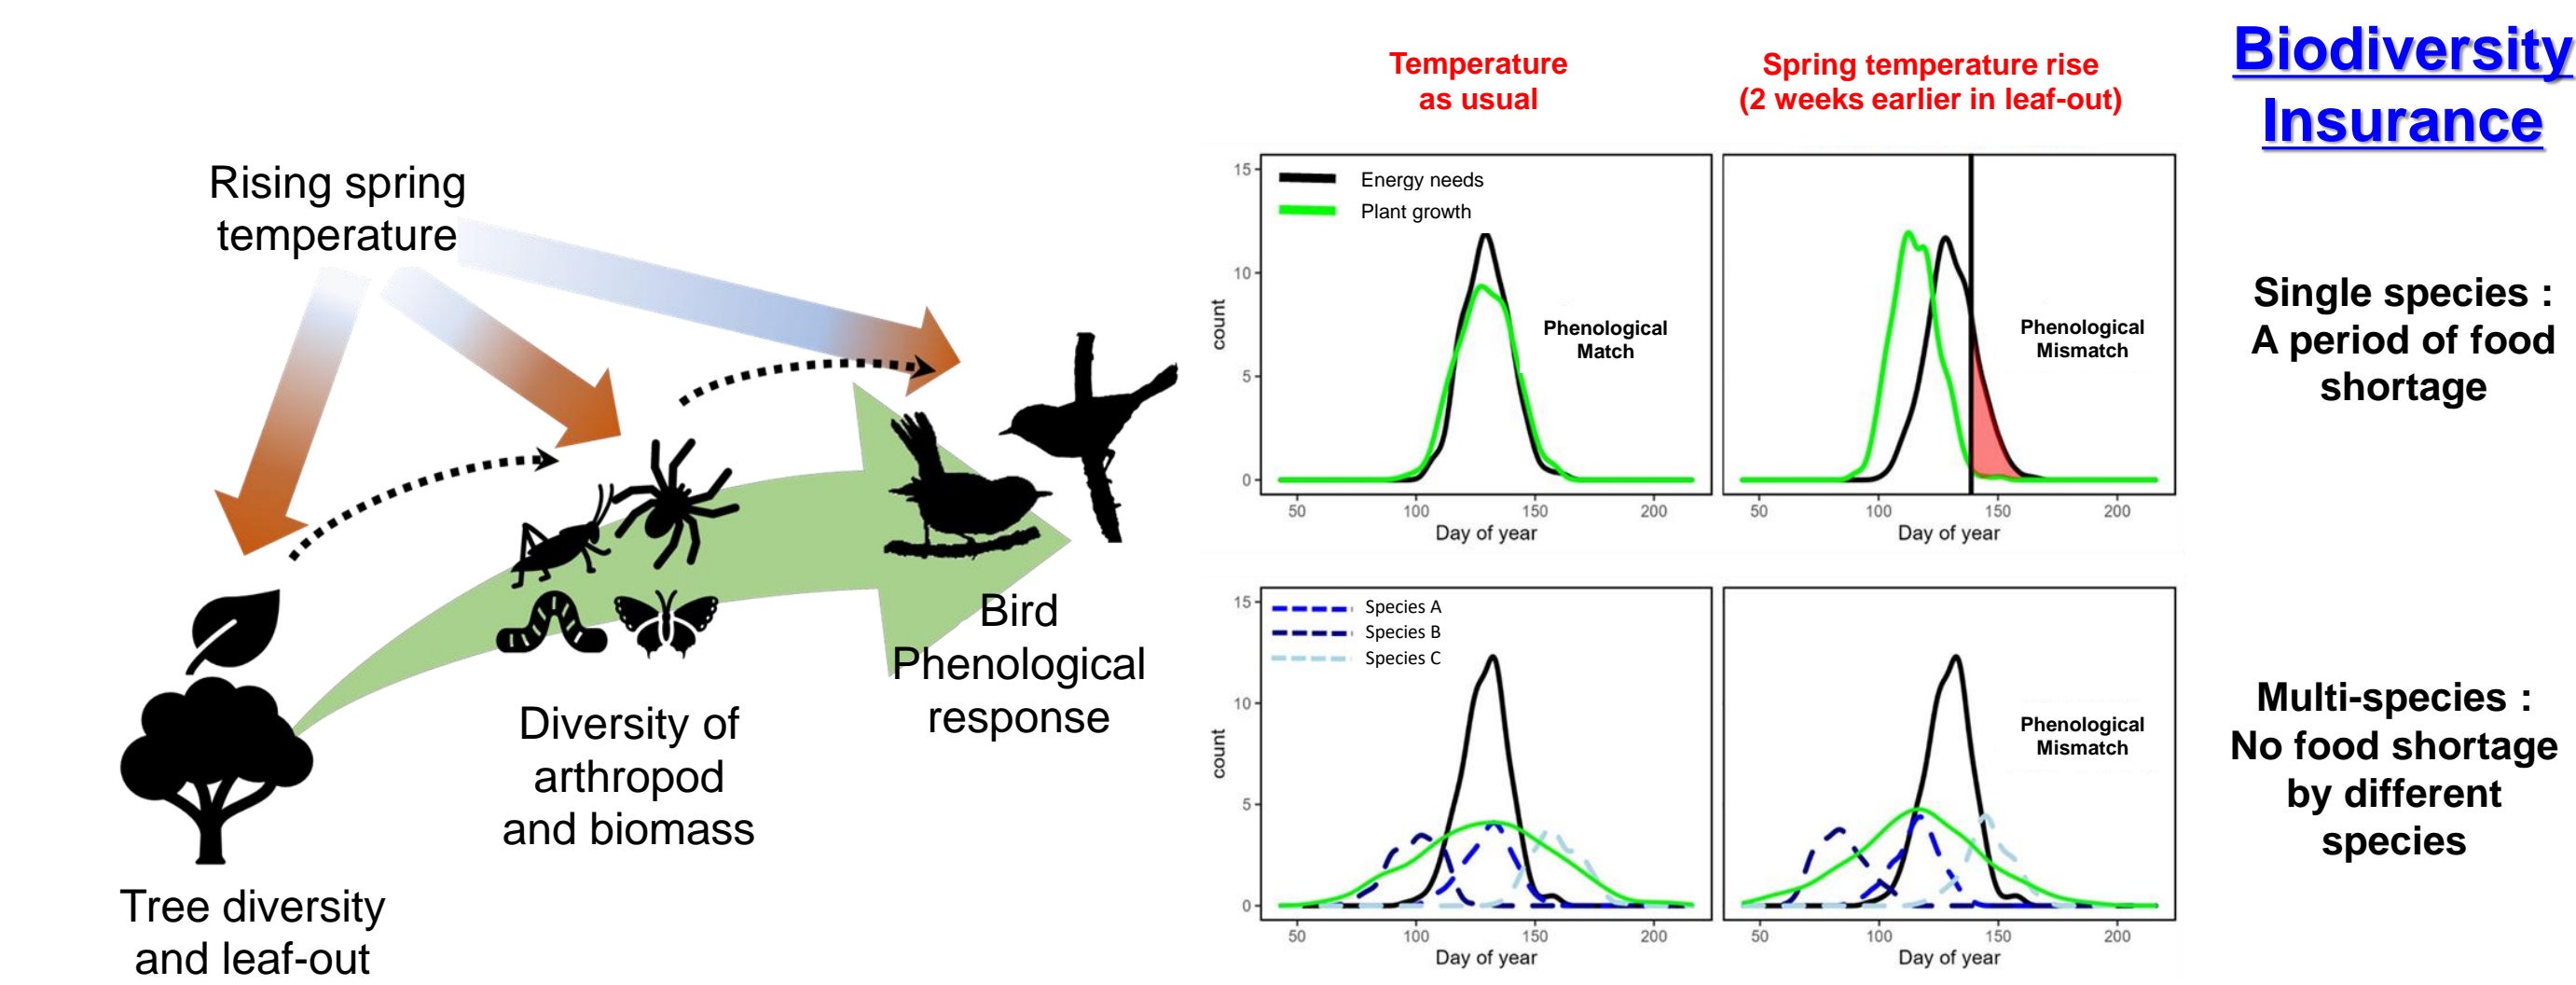 Rising spring
temperature
Tree diversity
and leaf-out
Diversity of
arthropod
and biomass
Bird
Phenological
response
Temperature
as usual
Spring temperature rise
(2 weeks earlier in leaf-out)
Biodiversity
Insurance
15
10
5
0
count
Energy needs
Plant growth
Phenological
Match
50 100 150 200
Day of year
Phenological
Mismatch
50 100 150 200
Day of year
Single species :
A period of food
shortage
15
10
5
0
count
Species A
Species B
Species C
50 100 150 200
Day of year
Phenological
Mismatch
50 100 150 200
Day of year
Multi-species :
No food shortage
by different
species